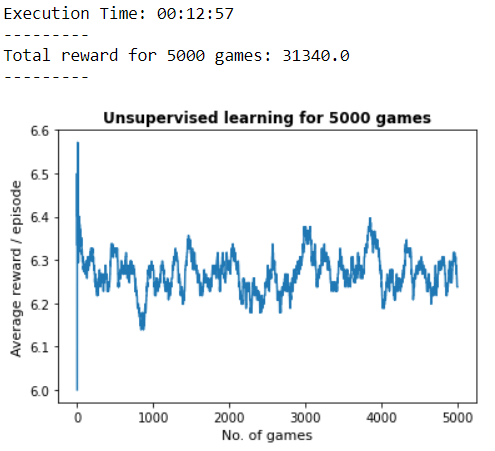 Execution Time: 00:12:57
---------
Total reward for 5000 games: 31340.0
---------
Unsupervised learning for 5000 games
6.6
6.5
6.4
6.3
6.2
6.1
6.0
Average reward / episode
0 1000 2000 3000 4000 5000
No. of games